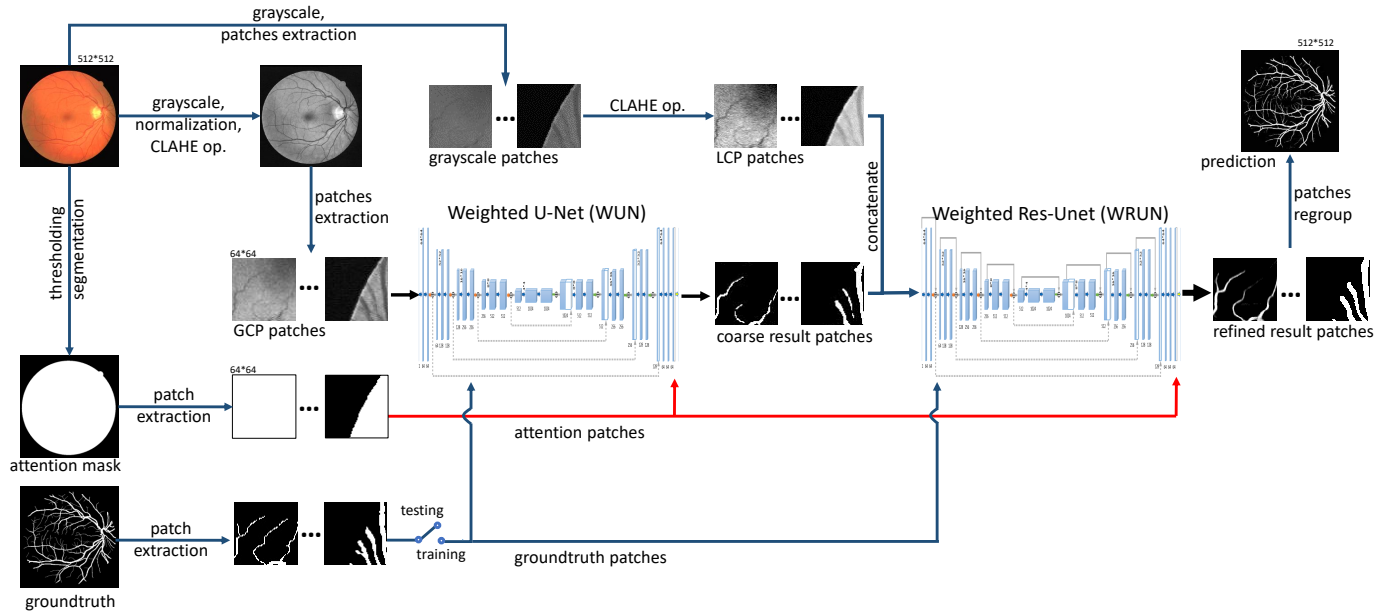 grayscale,
patches extraction
512*512
512*512
grayscale,
normalization,
CLAHE op.
CLAHE op.
grayscale patches
LCP patches
prediction
thresholding
segmentation
patches
extraction
concatenate
patches
regroup
Weighted U-Net (WUN)
Weighted Res-Unet (WRUN)
64*64
GCP patches
coarse result patches
refined result patches
64*64
patch
extraction
attention patches
attention mask
testing
training
patch
extraction
groundtruth patches
groundtruth